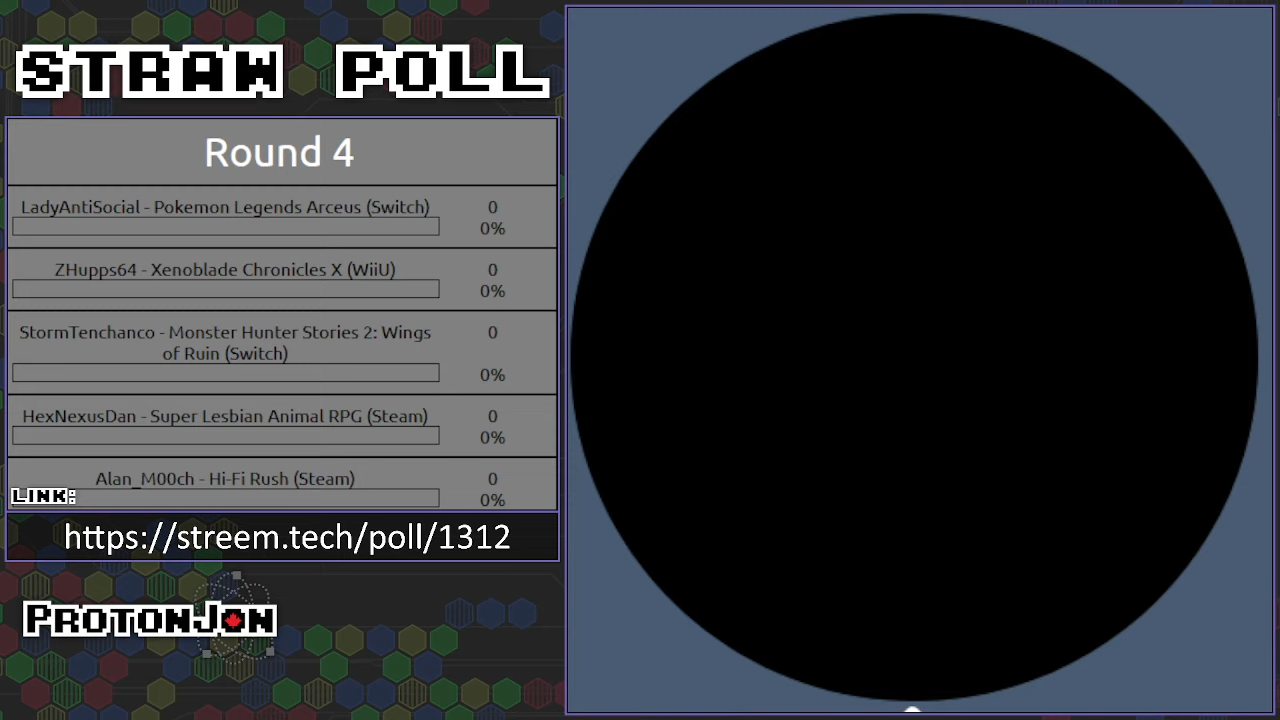 STRAW POLL
Round 4
LadyAntiSocial - Pokemon Legends Arceus (Switch)
0
0%
ZHupps64 - Xenoblade Chronicles X (WiiU)
0
0%
StormTenchanco - Monster Hunter Stories 2: Wings
of Ruin (Switch)
0
0%
HexNexusDan - Super Lesbian Animal RPG (Steam)
0
0%
Alan_M00ch - Hi-Fi Rush (Steam)
0
0%
LINK:
https://streem.tech/poll/1312
PROTONJON